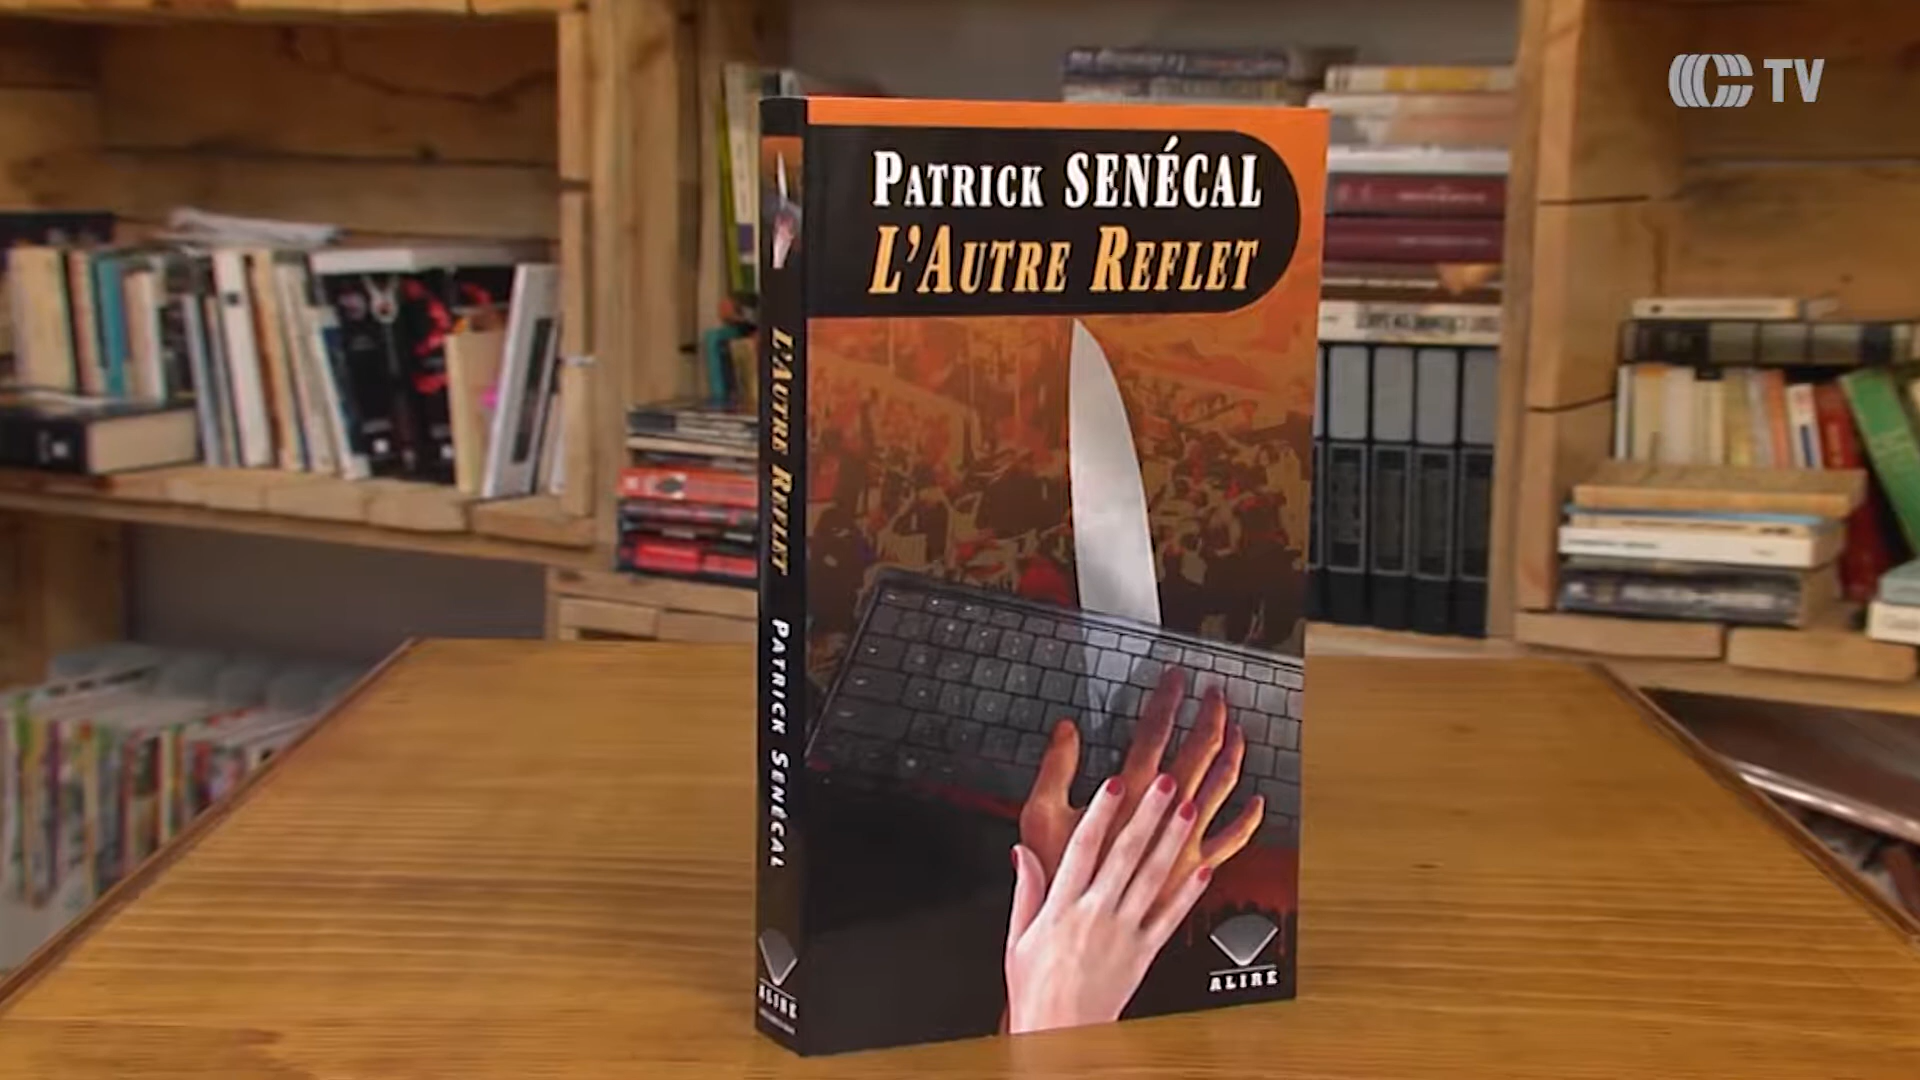 TV
PATRICK SENÉCAL
L'AUTRE REFLET
L'AUTRE REFLET
PATRICK SENÉCAL
ALIRE
ALIRE